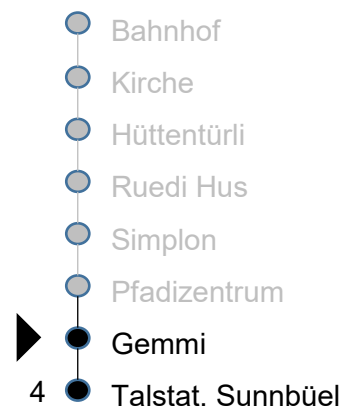 Bahnhof
Kirche
Hüttentürli
Ruedi Hus
Simplon
Pfadizentrum
Gemmi
4 Talstat. Sunnbüel